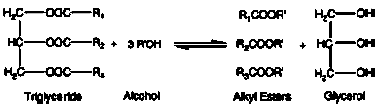 H₂C—OOC—R₁ R₁COOR' H₂C—OH
HC—OOC—R₂ + 3 R'OH R₂COOR' + HC—OH
H₂C—OOC—R₃ R₃COOR' H₂C—OH
Triglyceride Alcohol Alkyl Esters Glycerol